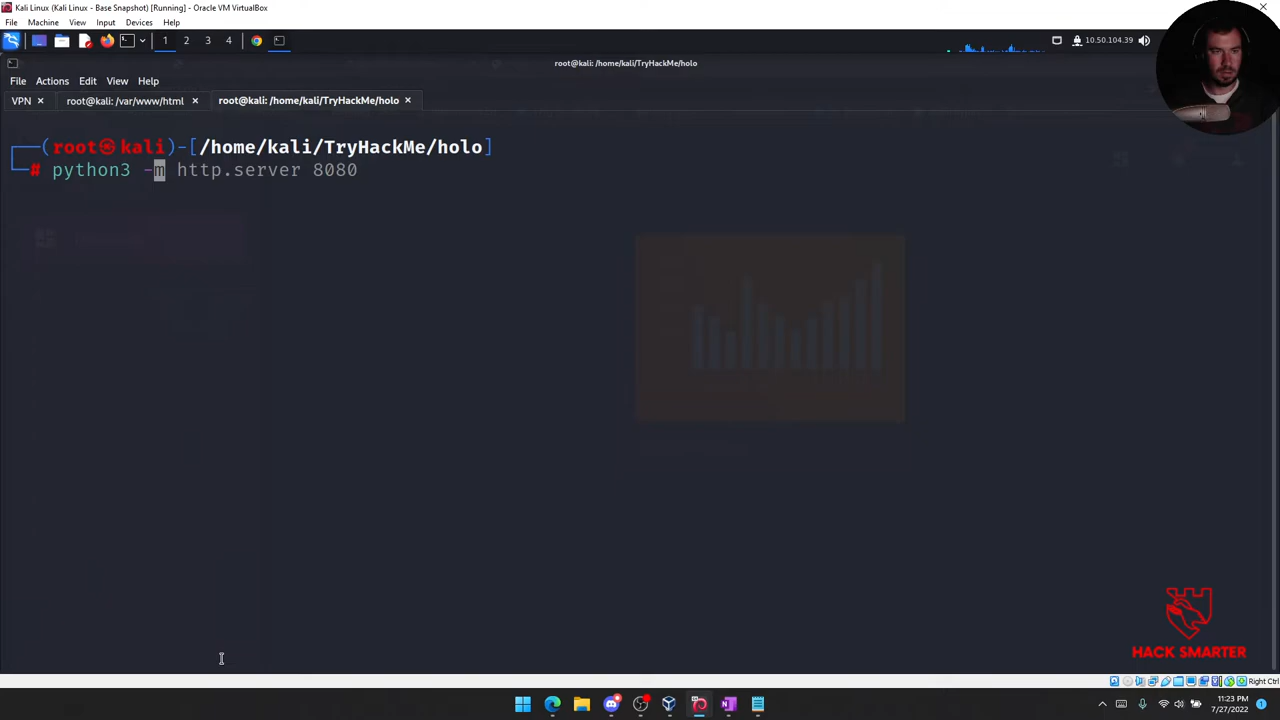 Kali Linux (Kali Linux - Base Snapshot) [Running] - Oracle VM VirtualBox
File Machine View Input Devices Help
1 2 3 4
10.50.104.39
root@kali: /home/kali/TryHackMe/holo
File Actions Edit View Help
VPN × root@kali: /var/www/html × root@kali: /home/kali/TryHackMe/holo ×
┌──(root㉿kali)-[/home/kali/TryHackMe/holo]
└─# python3 -m http.server 8080
HACK SMARTER
Right Ctrl
11:23 PM
7/27/2022